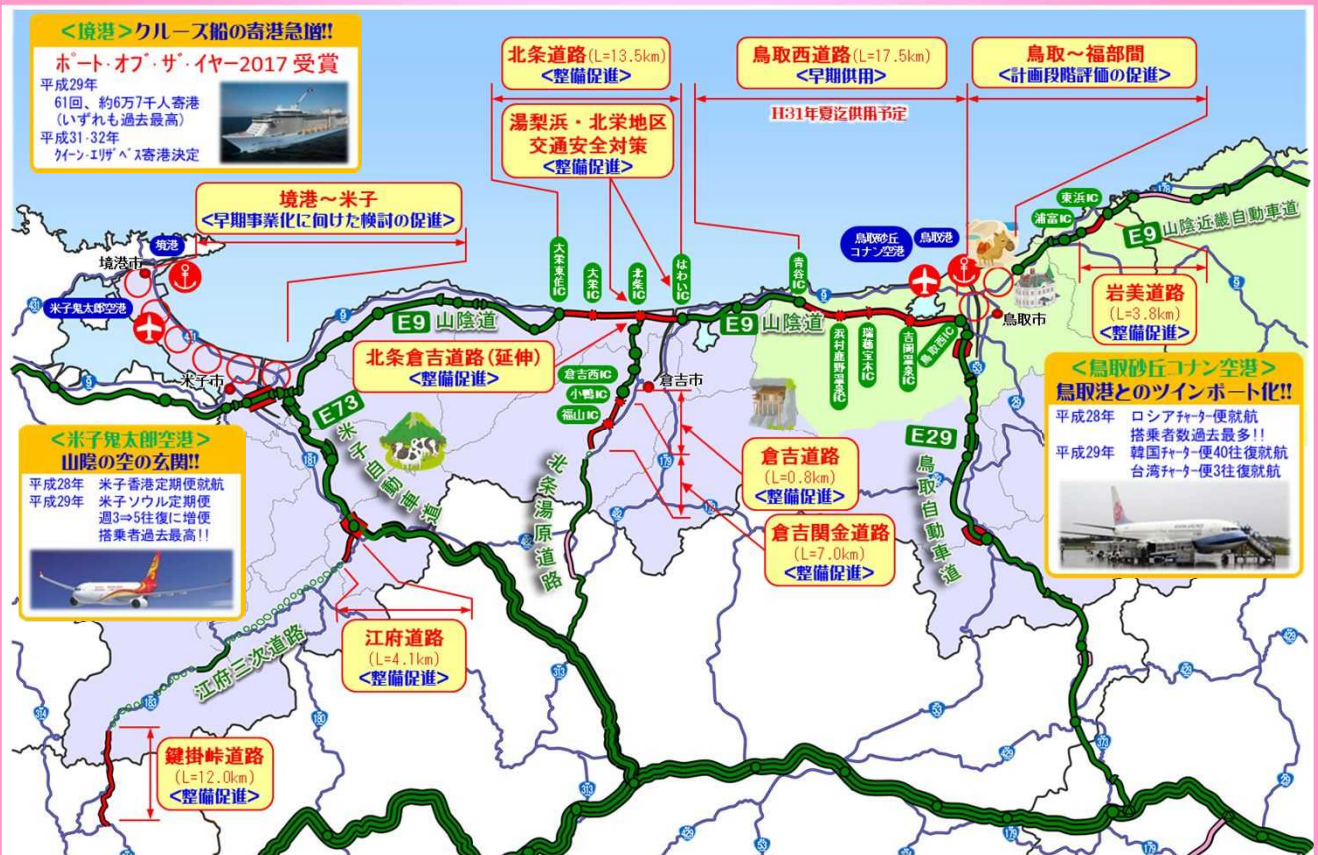 <境港>クルーズ船の寄港急増!!
ポート・オブ・ザ・イヤー2017 受賞
平成29年
61回、約6万7千人寄港
(いずれも過去最高)
平成31・32年
クイーン・エリザベス寄港決定
北条道路(L=13.5km)
<整備促進>
鳥取西道路(L=17.5km)
<早期供用>
鳥取~福部間
<計画段階評価の促進>
H31年夏迄供用予定
湯梨浜・北栄地区
交通安全対策
<整備促進>
境港~米子
<早期事業化に向けた検討の促進>
境港
境港市
米子鬼太郎空港
米子市
大栄東伯IC
大栄IC
北条IC
はわいIC
青谷IC
鳥取砂丘
コナン空港
鳥取港
東浜IC
浦富IC
178
E9 山陰近畿自動車道
岩美道路
(L=3.8km)
<整備促進>
鳥取市
9
431
9
E9 山陰道
E9 山陰道
9
浜村鹿野温泉IC
瑞穂宝木IC
吉岡温泉IC
鳥取西IC
53
29
北条倉吉道路(延伸)
<整備促進>
倉吉西IC
小鴨IC
福山IC
倉吉市
179
E73
米子自動車道
181
北条湯原道路
482
倉吉道路
(L=0.8km)
<整備促進>
倉吉関金道路
(L=7.0km)
<整備促進>
E29
鳥取自動車道
<鳥取砂丘コナン空港>
鳥取港とのツインポート化!!
平成28年 ロシアチャーター便就航
搭乗者数過去最多!!
平成29年 韓国チャーター便40往復就航
台湾チャーター便3往復就航
<米子鬼太郎空港>
山陰の空の玄関!!
平成28年 米子香港定期便就航
平成29年 米子ソウル定期便
週3⇒5往復に増便
搭乗者過去最高!!
江府道路
(L=4.1km)
<整備促進>
江府三次道路
183
314
180
313
53
429
429
373
29
鍵掛峠道路
(L=12.0km)
<整備促進>
313
429
53
179
179